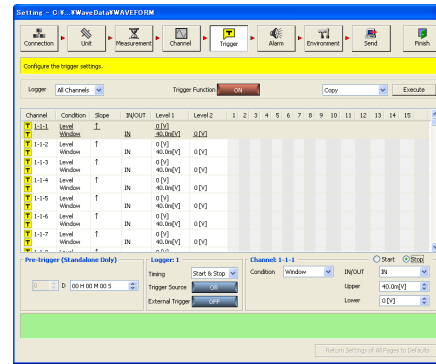 Setting - C:¥...¥WaveData¥WAVEFORM
Connection Unit Measurement Channel Trigger Alarm Environment Send Finish
Configure the trigger settings.
Logger All Channels Trigger Function ON Copy Execute
Channel Condition Slope IN/OUT Level 1 Level 2 1 2 3 4 5 6 7 8 9 10 11 12 13 14 15
T 1-1-1 Level ↑ 0 [V]
T Window IN 40.0m[V] 0 [V]
T 1-1-2 Level ↑ 0 [V]
T Window IN 40.0m[V] 0 [V]
T 1-1-3 Level ↑ 0 [V]
T Window IN 40.0m[V] 0 [V]
T 1-1-4 Level ↑ 0 [V]
T Window IN 40.0m[V] 0 [V]
T 1-1-5 Level ↑ 0 [V]
T Window IN 40.0m[V] 0 [V]
T 1-1-6 Level ↑ 0 [V]
T Window IN 40.0m[V] 0 [V]
T 1-1-7 Level ↑ 0 [V]
T Window IN 40.0m[V] 0 [V]
Pre-trigger (Standalone Only) Logger: 1 Channel: 1-1-1 Start Stop
Timing Start & Stop Condition Window IN/OUT IN
0 D 00 H 00 M 00 S Trigger Source OR Upper 40.0m[V]
External Trigger OFF Lower 0 [V]
Return Settings of All Pages to Defaults